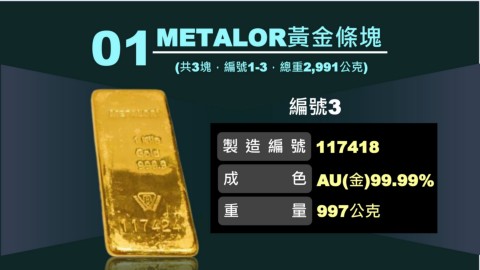 01 METALOR黃金條塊
(共3塊，編號1-3，總重2,991公克)
編號3
製造編號 117418
成色 AU(金)99.99%
重量 997公克